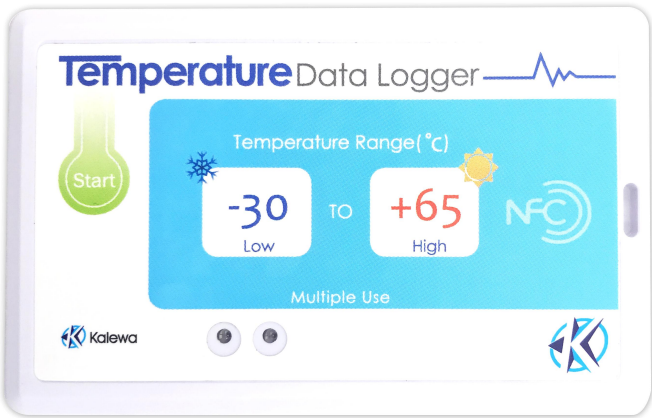 Temperature Data Logger
Temperature Range(°C)
Start
-30
TO
+65
NFC
Low
High
Multiple Use
Kalewa
K